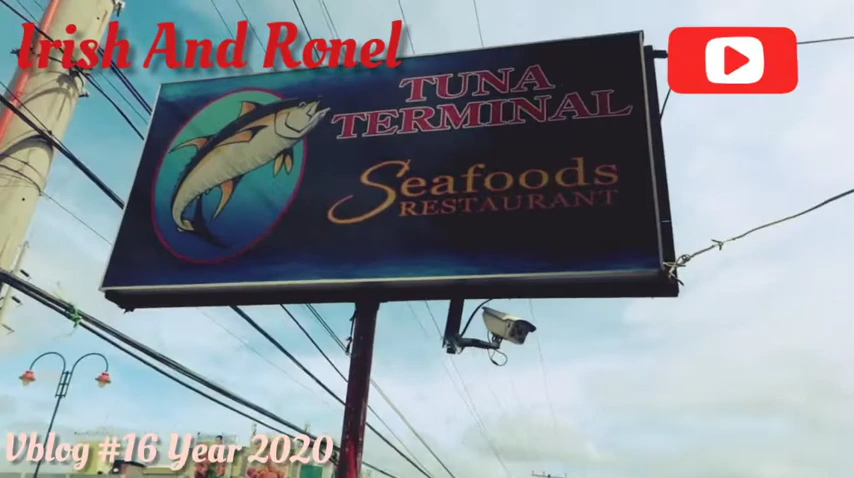 Irish And Ronel
TUNA
TERMINAL
Seafoods
RESTAURANT
Vblog #16 Year 2020